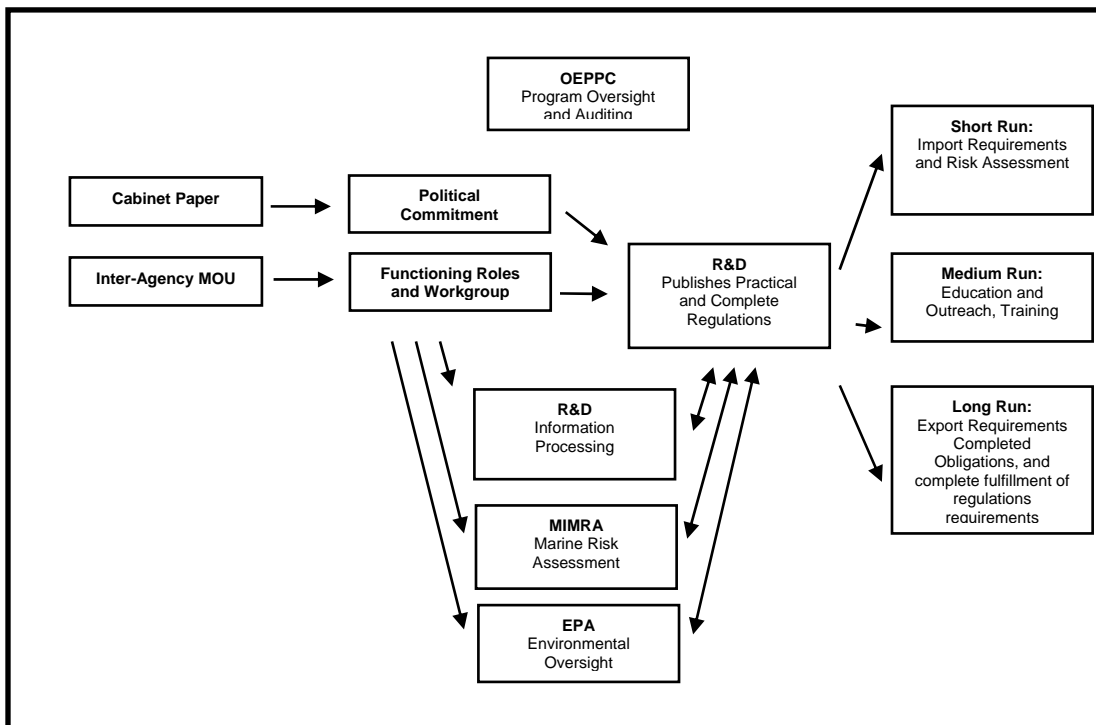 OEPPC
Program Oversight
and Auditing
Short Run:
Import Requirements
and Risk Assessment
Cabinet Paper
Political
Commitment
Inter-Agency MOU
Functioning Roles
and Workgroup
R&D
Publishes Practical
and Complete
Regulations
Medium Run:
Education and
Outreach, Training
R&D
Information
Processing
Long Run:
Export Requirements
Completed
Obligations, and
complete fulfillment of
regulations
requirements
MIMRA
Marine Risk
Assessment
EPA
Environmental
Oversight